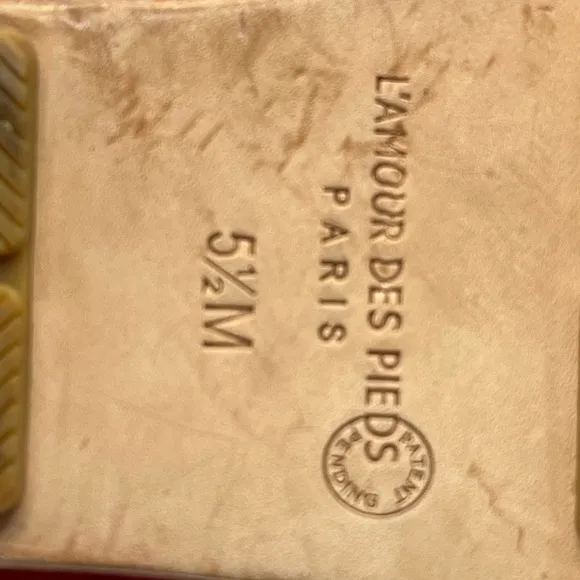 L'AMOUR DES PIEDS
PARIS
5½M
PATENT PENDING